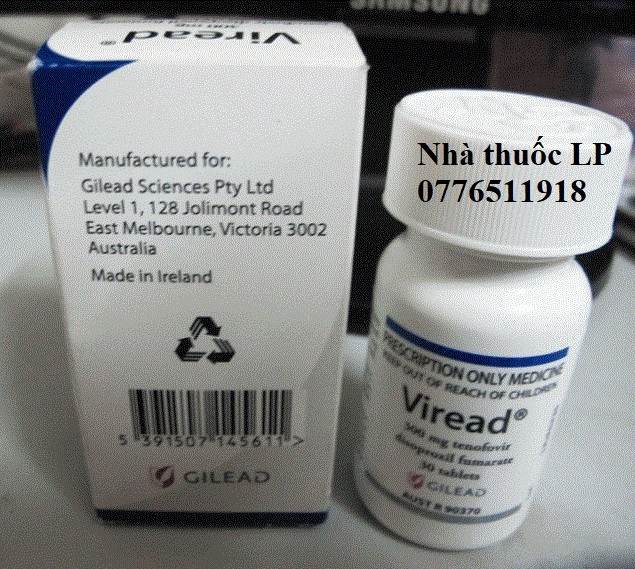 SAMSUNG
Viread®
300 mg
Manufactured for:
Gilead Sciences Pty Ltd
Level 1, 128 Jolimont Road
East Melbourne, Victoria 3002
Australia
Made in Ireland
5 391507 145611 >
GILEAD
Nhà thuốc LP
0776511918
PRESCRIPTION ONLY MEDICINE
KEEP OUT OF REACH OF CHILDREN
Viread®
300 mg tenofovir
disoproxil fumarate
30 tablets
GILEAD
AUST R 90370